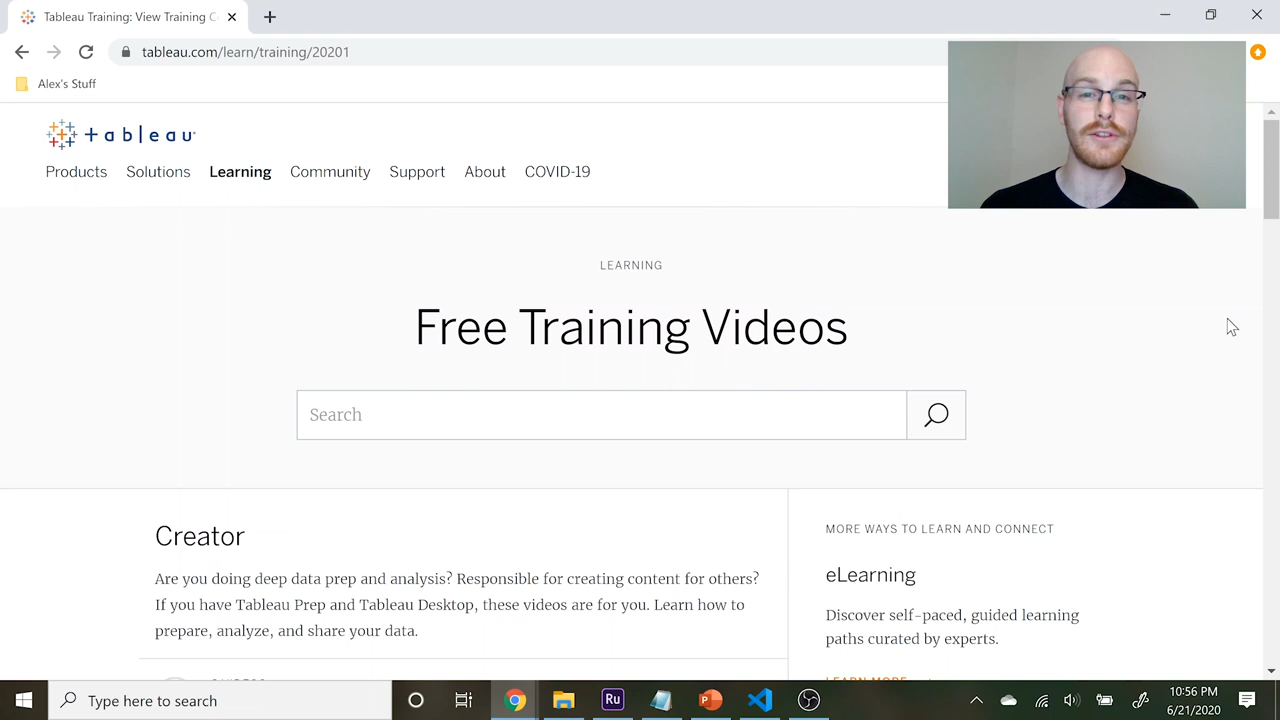 Tableau Training: View Training C
tableau.com/learn/training/20201
Alex's Stuff
+ableau
Products Solutions Learning Community Support About COVID-19
LEARNING
Free Training Videos
Search
Creator
Are you doing deep data prep and analysis? Responsible for creating content for others?
If you have Tableau Prep and Tableau Desktop, these videos are for you. Learn how to
prepare, analyze, and share your data.
MORE WAYS TO LEARN AND CONNECT
eLearning
Discover self-paced, guided learning
paths curated by experts.
LEARN MORE
Type here to search
Ru
10:56 PM
6/21/2020